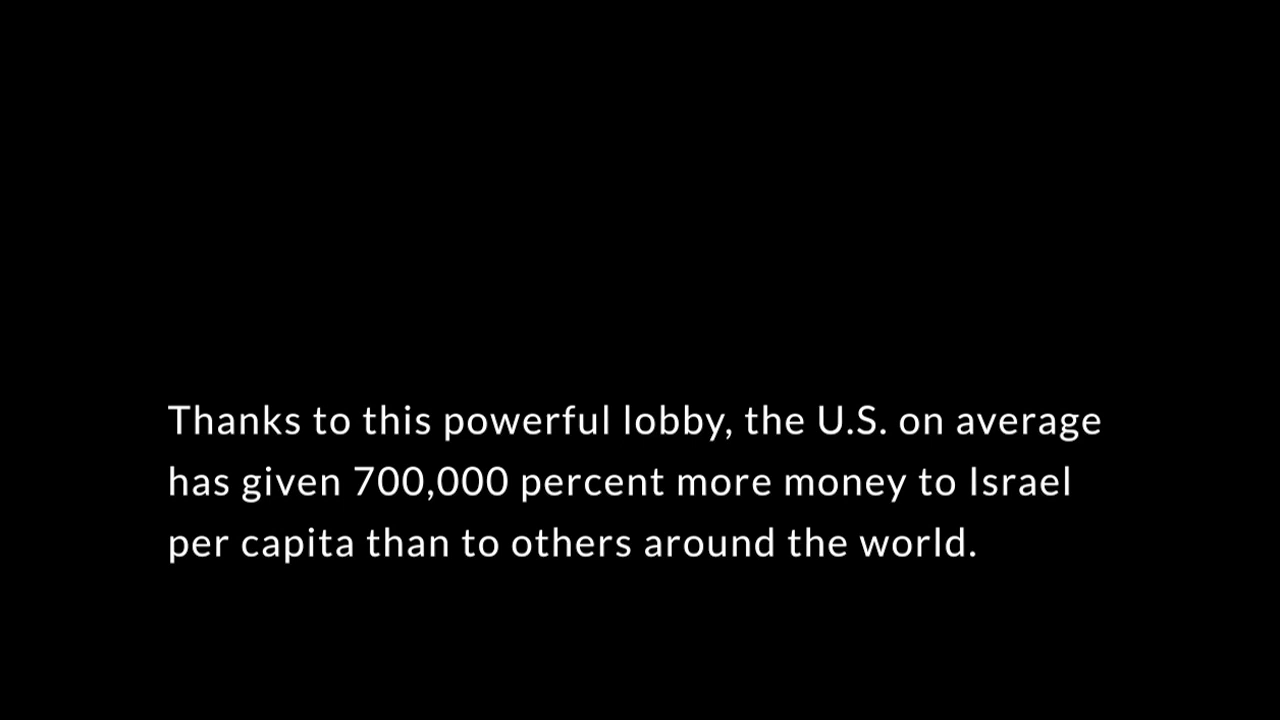 Thanks to this powerful lobby, the U.S. on average
has given 700,000 percent more money to Israel
per capita than to others around the world.